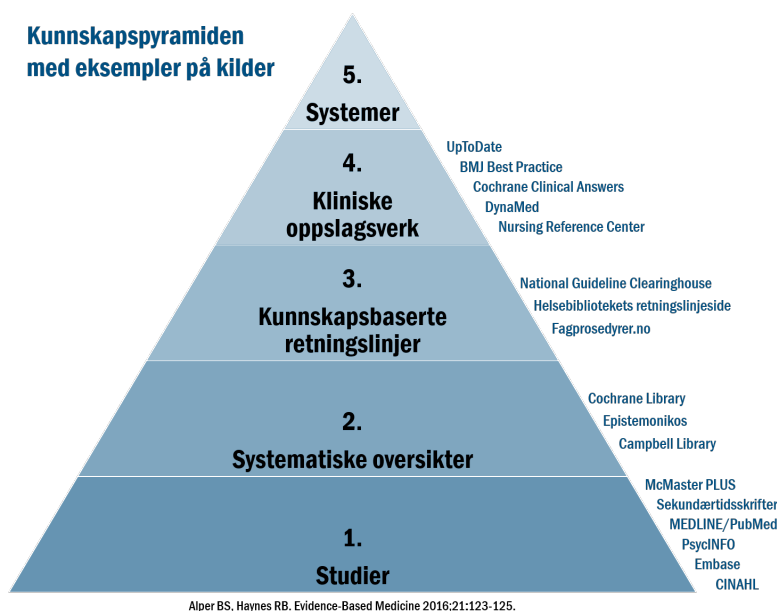 Kunnskapspyramiden
med eksempler på kilder
5.
Systemer
4.
Kliniske
oppslagsverk
UpToDate
BMJ Best Practice
Cochrane Clinical Answers
DynaMed
Nursing Reference Center
3.
Kunnskapsbaserte
retningslinjer
National Guideline Clearinghouse
Helsebibliotekets retningslinjeside
Fagprosedyrer.no
2.
Systematiske oversikter
Cochrane Library
Epistemonikos
Campbell Library
1.
Studier
McMaster PLUS
Sekundærtidsskrifter
MEDLINE/PubMed
PsycINFO
Embase
CINAHL
Alper BS, Haynes RB. Evidence-Based Medicine 2016;21:123-125.